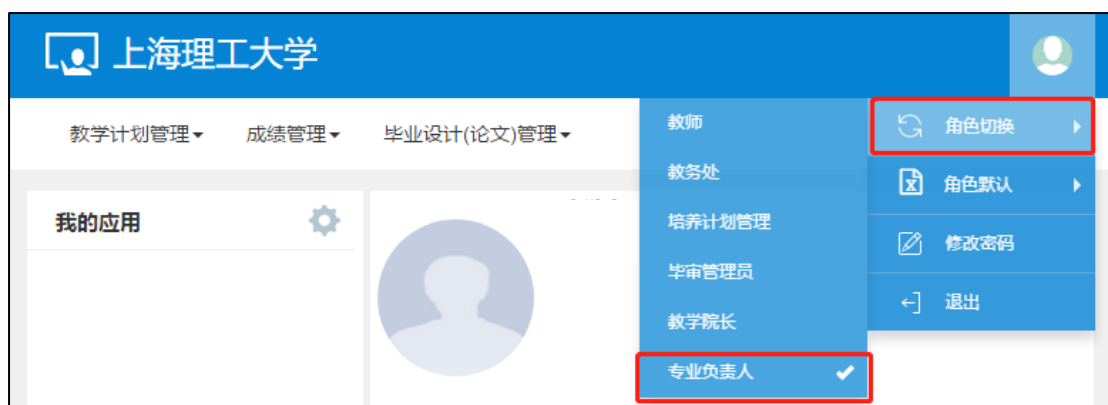 上海理工大学
教学计划管理 成绩管理 毕业设计(论文)管理
我的应用
教师
教务处
培养计划管理
毕审管理员
教学院长
专业负责人
角色切换
角色默认
修改密码
退出